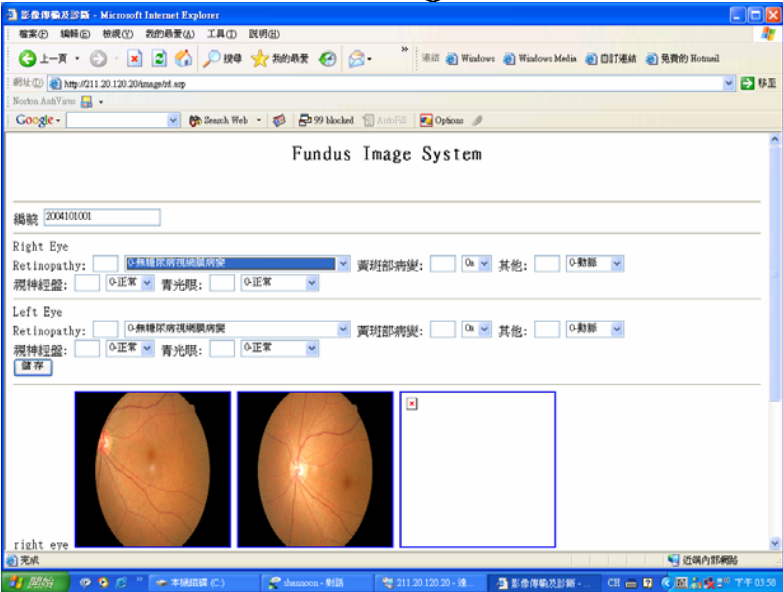 影像傳輸及診斷 - Microsoft Internet Explorer
檔案(F) 編輯(E) 檢視(V) 我的最愛(A) 工具(T) 說明(H)
上一頁 搜尋 我的最愛 » 連結 Windows Windows Media 自訂連結 免費的 Hotmail
網址(D) http://211.20.120.20/image/trf.asp 移至
Norton AntiVirus
Google Search Web 99 blocked AutoFill Options
Fundus Image System
編號 2004101001
Right Eye
Retinopathy: 0-無糖尿病視網膜病變 黃斑部病變: 0a 其他: 0-動脈
視神經盤: 0-正常 青光眼: 0-正常
Left Eye
Retinopathy: 0-無糖尿病視網膜病變 黃斑部病變: 0a 其他: 0-動脈
視神經盤: 0-正常 青光眼: 0-正常
儲存
right eye
完成 近端內部網路
開始 本機磁碟 (C:) shannoon - 對話 211.20.120.20 - 影像傳輸及診斷 - ... CH 下午 03:58